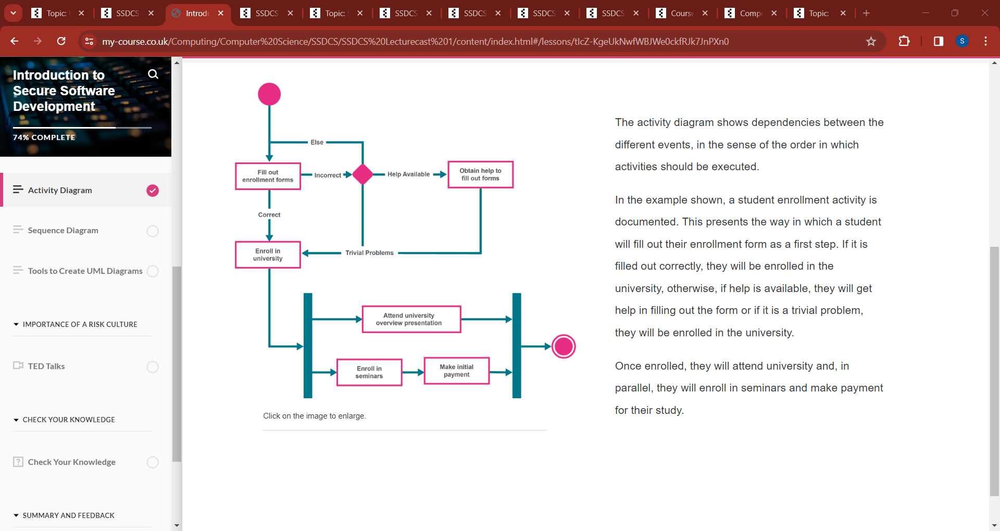 Topic:
SSDCS
Introdu
SSDCS
Topic:
SSDCS
SSDCS
SSDCS
SSDCS
Course
Compu
Topic:
my-course.co.uk/Computing/Computer%20Science/SSDCS/SSDCS%20Lecturecast%201/content/index.html#/lessons/tIcZ-KgeUkNwfWBJWe0ckfRJk7JnPXn0
S
Introduction to
Secure Software
Development
74% COMPLETE
Activity Diagram
Sequence Diagram
Tools to Create UML Diagrams
IMPORTANCE OF A RISK CULTURE
TED Talks
CHECK YOUR KNOWLEDGE
Check Your Knowledge
SUMMARY AND FEEDBACK
Else
Fill out
enrollment forms
Incorrect
Help Available
Obtain help to
fill out forms
Correct
Enroll in
university
Trivial Problems
Attend university
overview presentation
Enroll in
seminars
Make initial
payment
Click on the image to enlarge.
The activity diagram shows dependencies between the
different events, in the sense of the order in which
activities should be executed.
In the example shown, a student enrollment activity is
documented. This presents the way in which a student
will fill out their enrollment form as a first step. If it is
filled out correctly, they will be enrolled in the
university, otherwise, if help is available, they will get
help in filling out the form or if it is a trivial problem,
they will be enrolled in the university.
Once enrolled, they will attend university and, in
parallel, they will enroll in seminars and make payment
for their study.